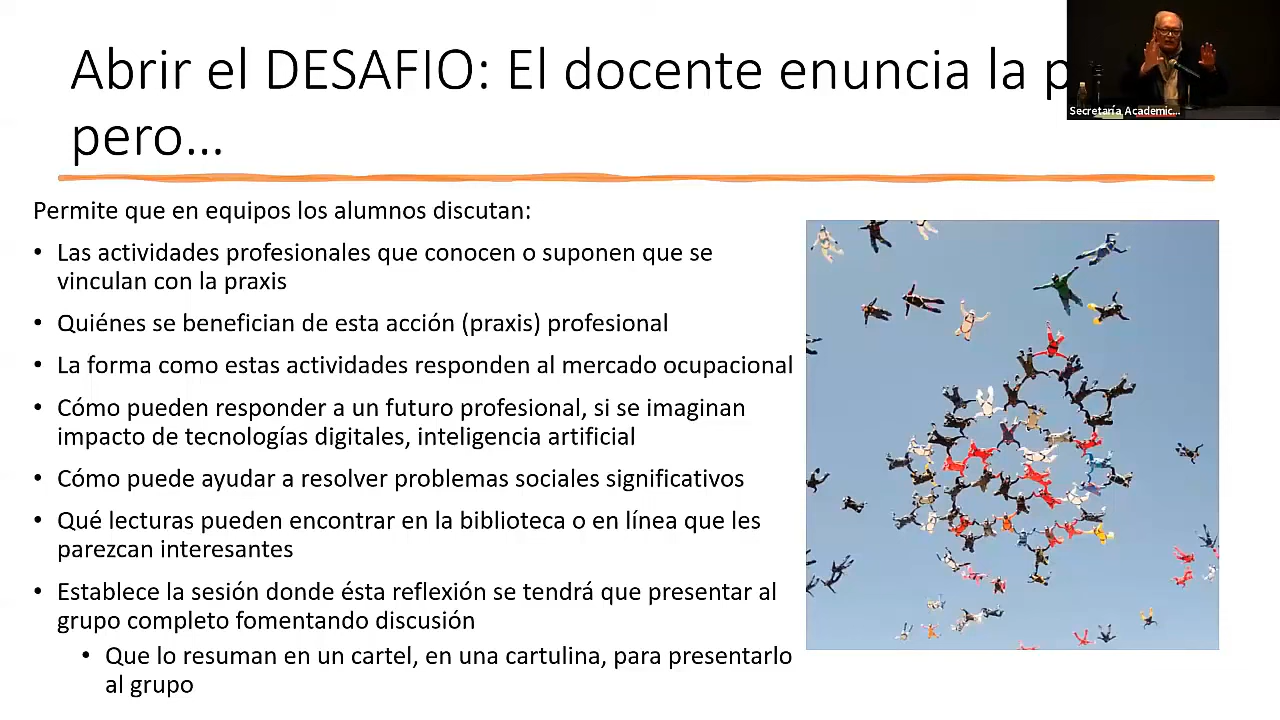 Abrir el DESAFIO: El docente enuncia la
pero...
Secretaría Academic...
Permite que en equipos los alumnos discutan:
• Las actividades profesionales que conocen o suponen que se
vinculan con la praxis
• Quiénes se benefician de esta acción (praxis) profesional
• La forma como estas actividades responden al mercado ocupacional
• Cómo pueden responder a un futuro profesional, si se imaginan
impacto de tecnologías digitales, inteligencia artificial
• Cómo puede ayudar a resolver problemas sociales significativos
• Qué lecturas pueden encontrar en la biblioteca o en línea que les
parezcan interesantes
• Establece la sesión donde ésta reflexión se tendrá que presentar al
grupo completo fomentando discusión
• Que lo resuman en un cartel, en una cartulina, para presentarlo
al grupo